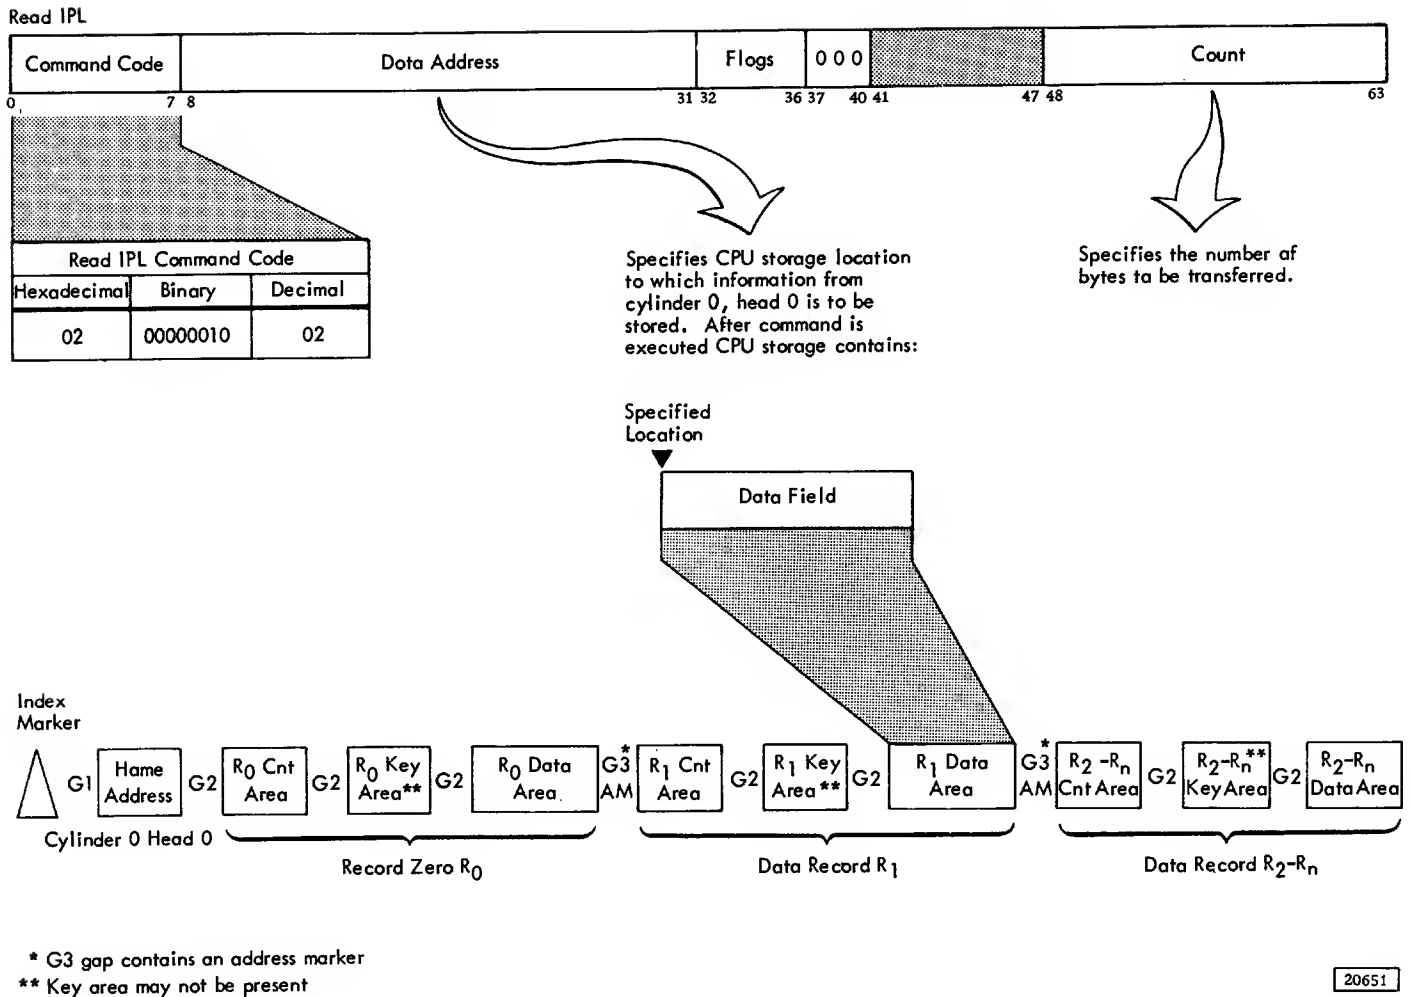 Read IPL
Command Code Dota Address Flogs 0 0 0 Count
0 7 8 31 32 36 37 40 41 47 48 63
Read IPL Command Code
Hexadecimal Binary Decimal
02 00000010 02
Specifies CPU storage location
to which information from
cylinder 0, head 0 is to be
stored. After command is
executed CPU storage contains:
Specifies the number af
bytes ta be transferred.
Specified
Location
Data Field
Index
Marker
G1
Hame
Address
G2
R0 Cnt
Area
G2
R0 Key
Area**
G2
R0 Data
Area
*
G3
AM
R1 Cnt
Area
G2
R1 Key
Area**
G2
R1 Data
Area
*
G3
AM
R2-Rn
Cnt Area
G2
R2-Rn**
Key Area
G2
R2-Rn
Data Area
Cylinder 0 Head 0
Record Zero R0
Data Record R1
Data Record R2-Rn
* G3 gap contains an address marker
** Key area may not be present
20651